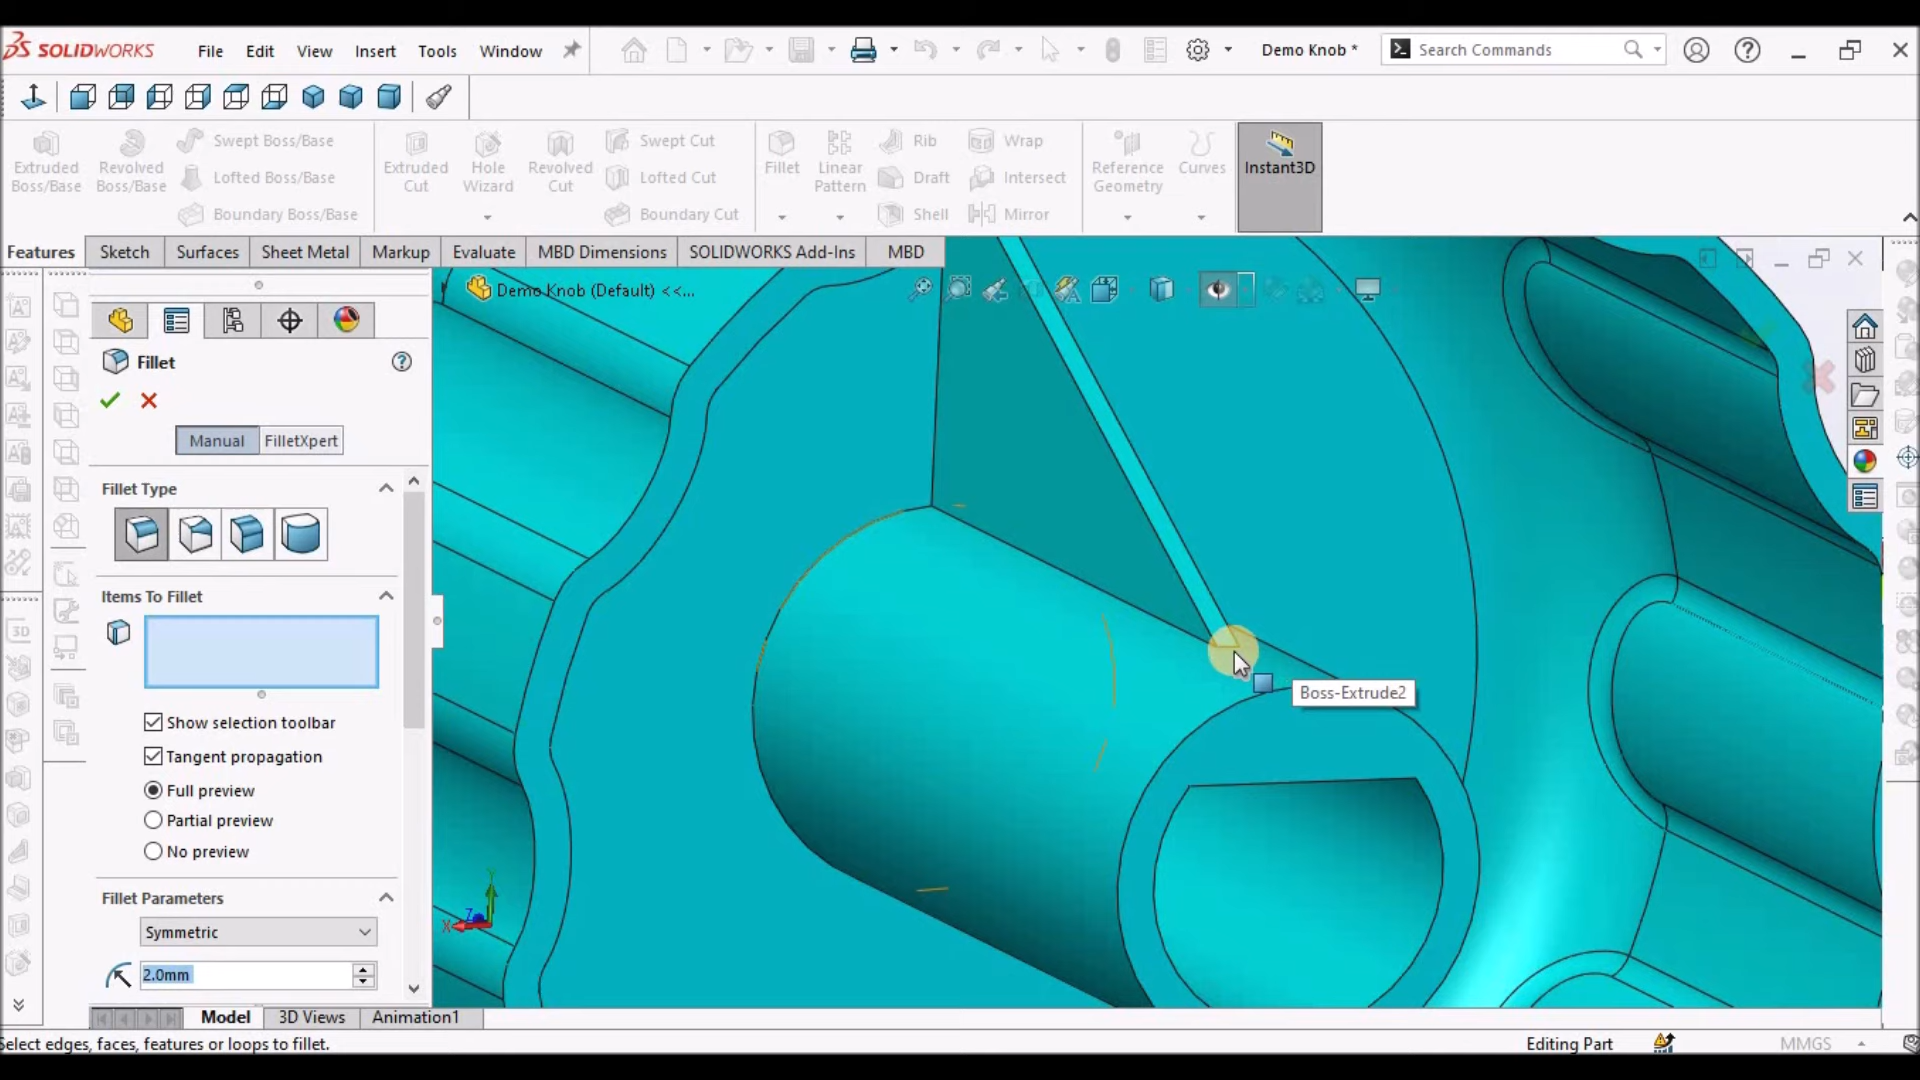 SOLIDWORKS File Edit View Insert Tools Window Demo Knob * Search Commands
Extruded Boss/Base
Revolved Boss/Base
Swept Boss/Base
Lofted Boss/Base
Boundary Boss/Base
Extruded Cut
Hole Wizard
Revolved Cut
Swept Cut
Lofted Cut
Boundary Cut
Fillet
Linear Pattern
Rib
Draft
Shell
Wrap
Intersect
Mirror
Reference Geometry
Curves
Instant3D
Features Sketch Surfaces Sheet Metal Markup Evaluate MBD Dimensions SOLIDWORKS Add-Ins MBD
Demo Knob (Default) <<...
Fillet
Manual FilletXpert
Fillet Type
Items To Fillet
Show selection toolbar
Tangent propagation
Full preview
Partial preview
No preview
Fillet Parameters
Symmetric
2.0mm
Boss-Extrude2
Y
Z
X
3D
Model 3D Views Animation1
Select edges, faces, features or loops to fillet. Editing Part MMGS